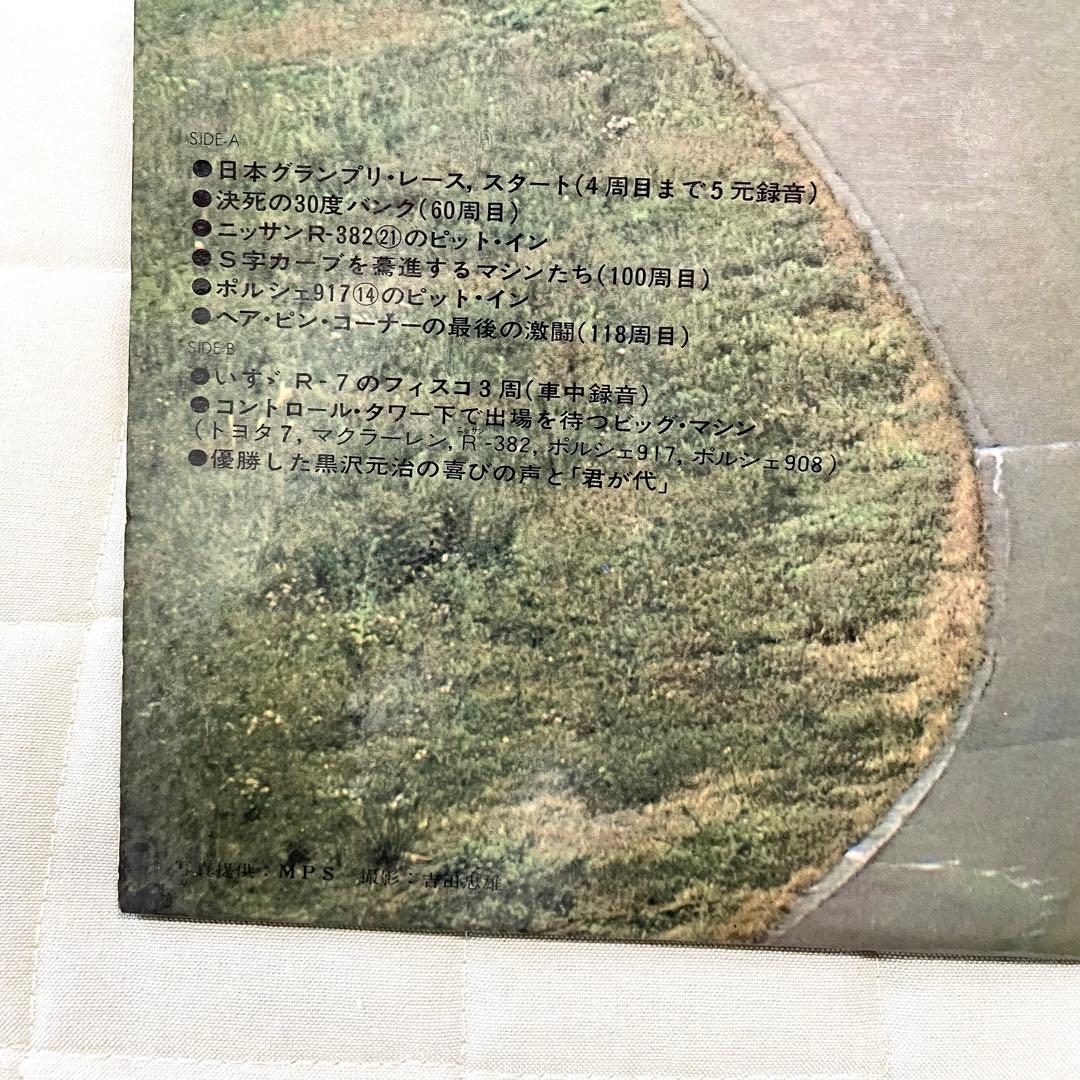 SIDE-A
●日本グランプリ・レース, スタート(4周目まで5元録音)
●決死の30度バンク(60周目)
●ニッサンR-382㉑のピット・イン
●S字カーブを驀進するマシンたち(100周目)
●ポルシェ917⑭のピット・イン
●ヘア・ピン・コーナーの最後の激闘(118周目)
SIDE-B
●いすゞ R-7のフィスコ3周(車中録音)
●コントロール・タワー下で出場を待つビッグ・マシン
(トヨタ7, マクラーレン, R-382, ポルシェ917, ポルシェ908)
●優勝した黒沢元治の喜びの声と「君が代」
写真提供：MPS 撮影：吉田忠雄